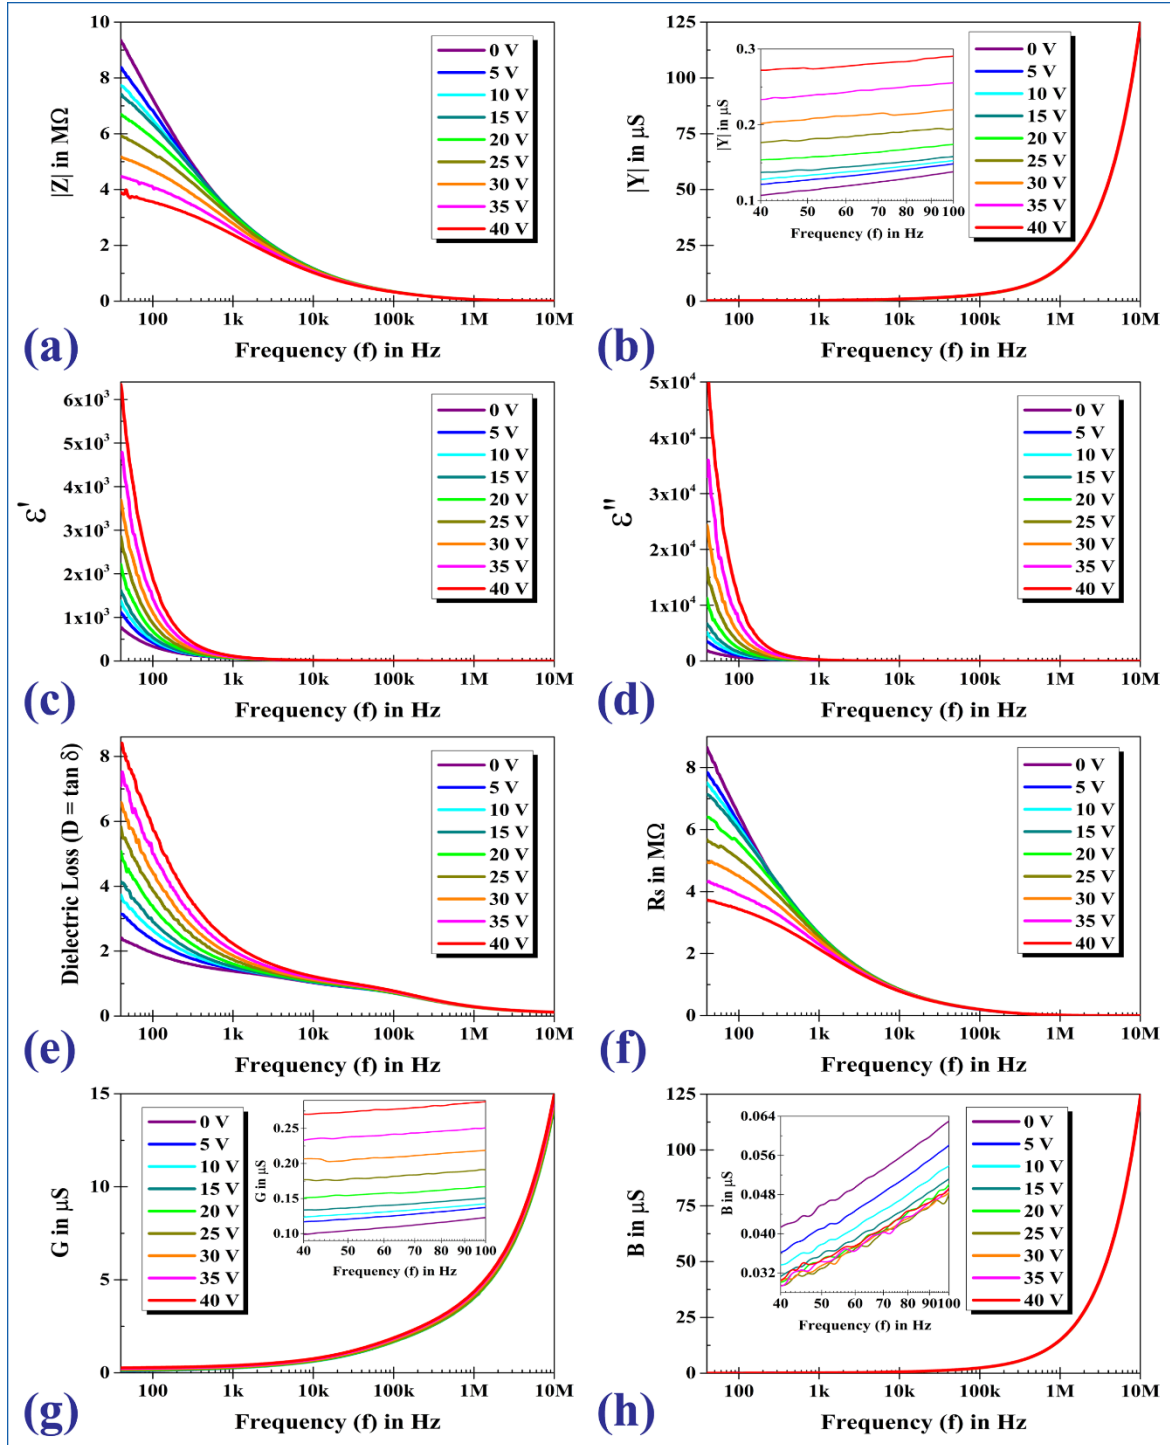 10
8
6
4
2
0
|Z| in MΩ
0 V
5 V
10 V
15 V
20 V
25 V
30 V
35 V
40 V
100 1k 10k 100k 1M 10M
Frequency (f) in Hz
(a)
125
100
75
50
25
0
|Y| in μS
0.3
0.2
0.1
|Y| in μS
40 50 60 70 80 90 100
Frequency (f) in Hz
0 V
5 V
10 V
15 V
20 V
25 V
30 V
35 V
40 V
100 1k 10k 100k 1M 10M
Frequency (f) in Hz
(b)
6x10³
5x10³
4x10³
3x10³
2x10³
1x10³
0
ε'
0 V
5 V
10 V
15 V
20 V
25 V
30 V
35 V
40 V
100 1k 10k 100k 1M 10M
Frequency (f) in Hz
(c)
5x10⁴
4x10⁴
3x10⁴
2x10⁴
1x10⁴
0
ε''
0 V
5 V
10 V
15 V
20 V
25 V
30 V
35 V
40 V
100 1k 10k 100k 1M 10M
Frequency (f) in Hz
(d)
8
6
4
2
0
Dielectric Loss (D = tan δ)
0 V
5 V
10 V
15 V
20 V
25 V
30 V
35 V
40 V
100 1k 10k 100k 1M 10M
Frequency (f) in Hz
(e)
8
6
4
2
0
Rs in MΩ
0 V
5 V
10 V
15 V
20 V
25 V
30 V
35 V
40 V
100 1k 10k 100k 1M 10M
Frequency (f) in Hz
(f)
15
10
5
0
G in μS
0 V
5 V
10 V
15 V
20 V
25 V
30 V
35 V
40 V
0.25
0.20
0.15
0.10
G in μS
40 50 60 70 80 90 100
Frequency (f) in Hz
100 1k 10k 100k 1M 10M
Frequency (f) in Hz
(g)
125
100
75
50
25
0
B in μS
0.064
0.056
0.048
0.040
0.032
B in μS
40 50 60 70 80 90 100
Frequency (f) in Hz
0 V
5 V
10 V
15 V
20 V
25 V
30 V
35 V
40 V
100 1k 10k 100k 1M 10M
Frequency (f) in Hz
(h)